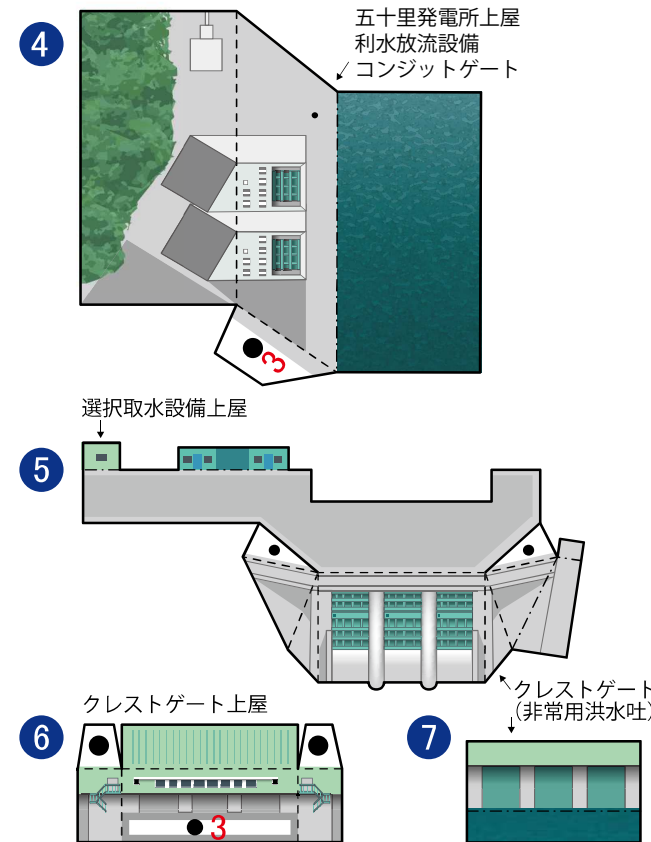 4
五十里発電所上屋
利水放流設備
コンジットゲート
3
選択取水設備上屋
5
クレストゲート
(非常用洪水吐)
クレストゲート上屋
6
7
3